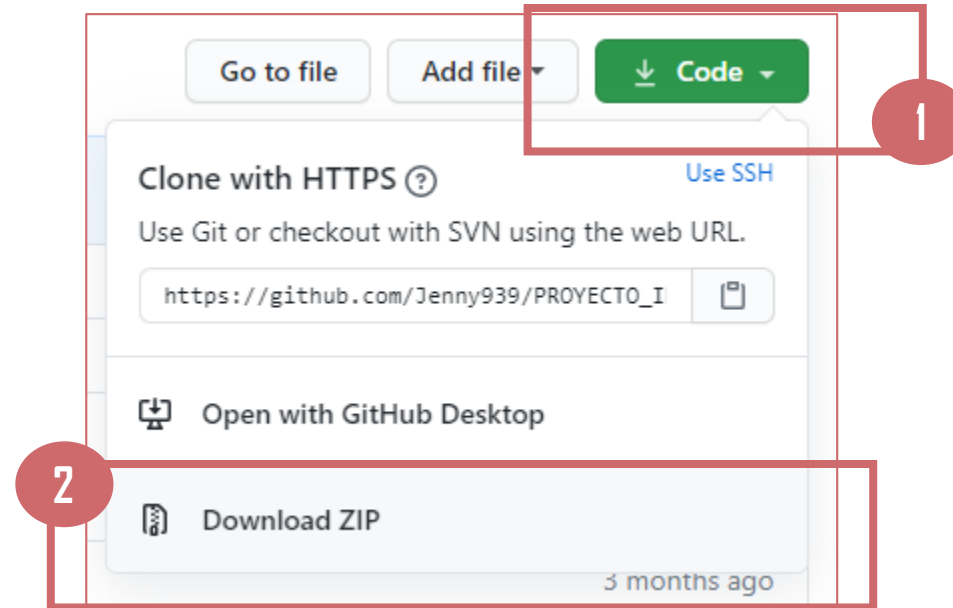 Go to file Add file Code
1
Clone with HTTPS ? Use SSH
Use Git or checkout with SVN using the web URL.
https://github.com/Jenny939/PROYECTO_I
Open with GitHub Desktop
2
Download ZIP
3 months ago